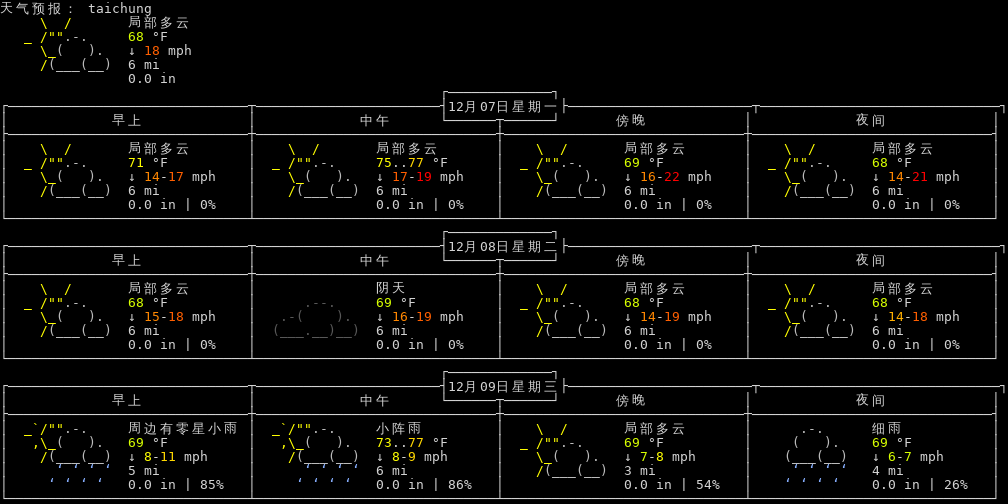 天气预报： taichung
局部多云
68 °F
↓ 18 mph
6 mi
0.0 in
12月07日星期一
早上 中午 傍晚 夜间
局部多云 局部多云 局部多云 局部多云
71 °F 75..77 °F 69 °F 68 °F
↓ 14-17 mph ↓ 17-19 mph ↓ 16-22 mph ↓ 14-21 mph
6 mi 6 mi 6 mi 6 mi
0.0 in | 0% 0.0 in | 0% 0.0 in | 0% 0.0 in | 0%
12月08日星期二
早上 中午 傍晚 夜间
局部多云 阴天 局部多云 局部多云
68 °F 69 °F 68 °F 68 °F
↓ 15-18 mph ↓ 16-19 mph ↓ 14-19 mph ↓ 14-18 mph
6 mi 6 mi 6 mi 6 mi
0.0 in | 0% 0.0 in | 0% 0.0 in | 0% 0.0 in | 0%
12月09日星期三
早上 中午 傍晚 夜间
周边有零星小雨 小阵雨 局部多云 细雨
69 °F 73..77 °F 69 °F 69 °F
↓ 8-11 mph ↓ 8-9 mph ↓ 7-8 mph ↓ 6-7 mph
5 mi 6 mi 3 mi 4 mi
0.0 in | 85% 0.0 in | 86% 0.0 in | 54% 0.0 in | 26%